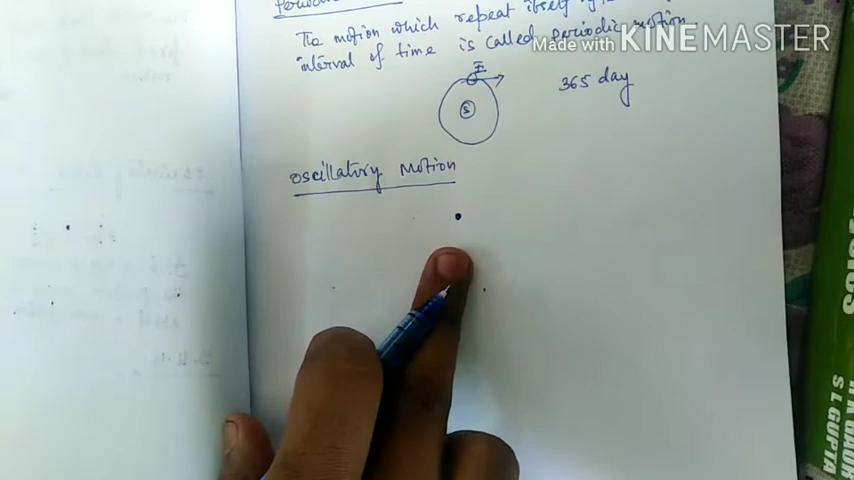 The motion which repeat itself
interval of time is called periodic motion
Made with KINEMASTER
E
S
365 day
Oscillatory Motion
S L GUPTA